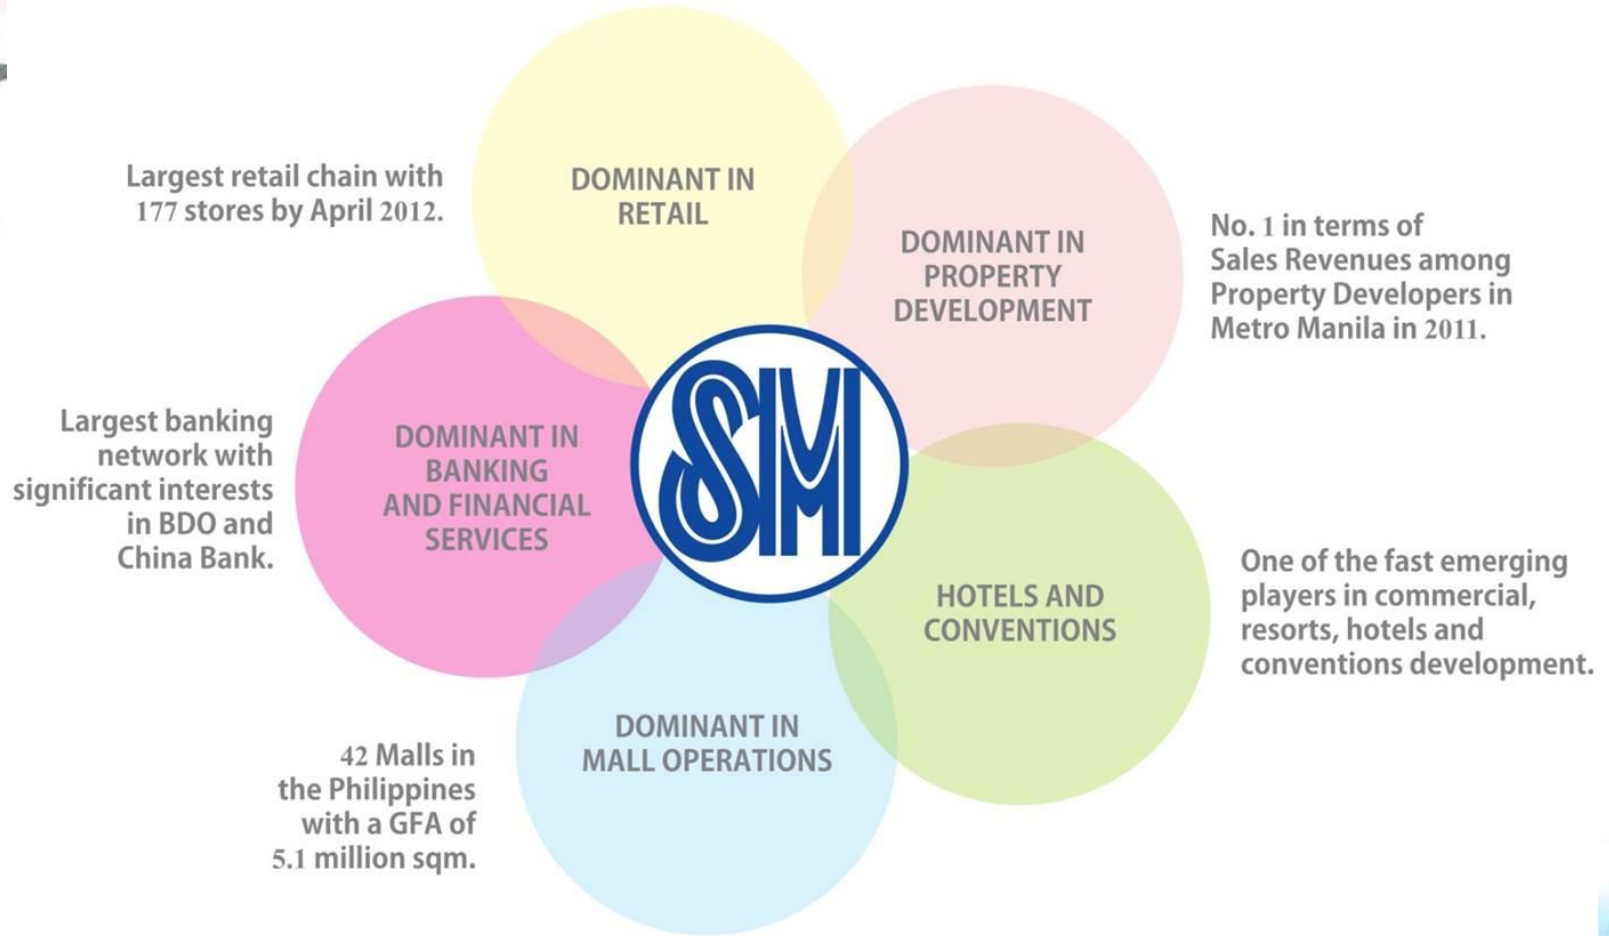 Largest retail chain with
177 stores by April 2012.
DOMINANT IN
RETAIL
DOMINANT IN
PROPERTY
DEVELOPMENT
No. 1 in terms of
Sales Revenues among
Property Developers in
Metro Manila in 2011.
Largest banking
network with
significant interests
in BDO and
China Bank.
DOMINANT IN
BANKING
AND FINANCIAL
SERVICES
SM
HOTELS AND
CONVENTIONS
One of the fast emerging
players in commercial,
resorts, hotels and
conventions development.
42 Malls in
the Philippines
with a GFA of
5.1 million sqm.
DOMINANT IN
MALL OPERATIONS